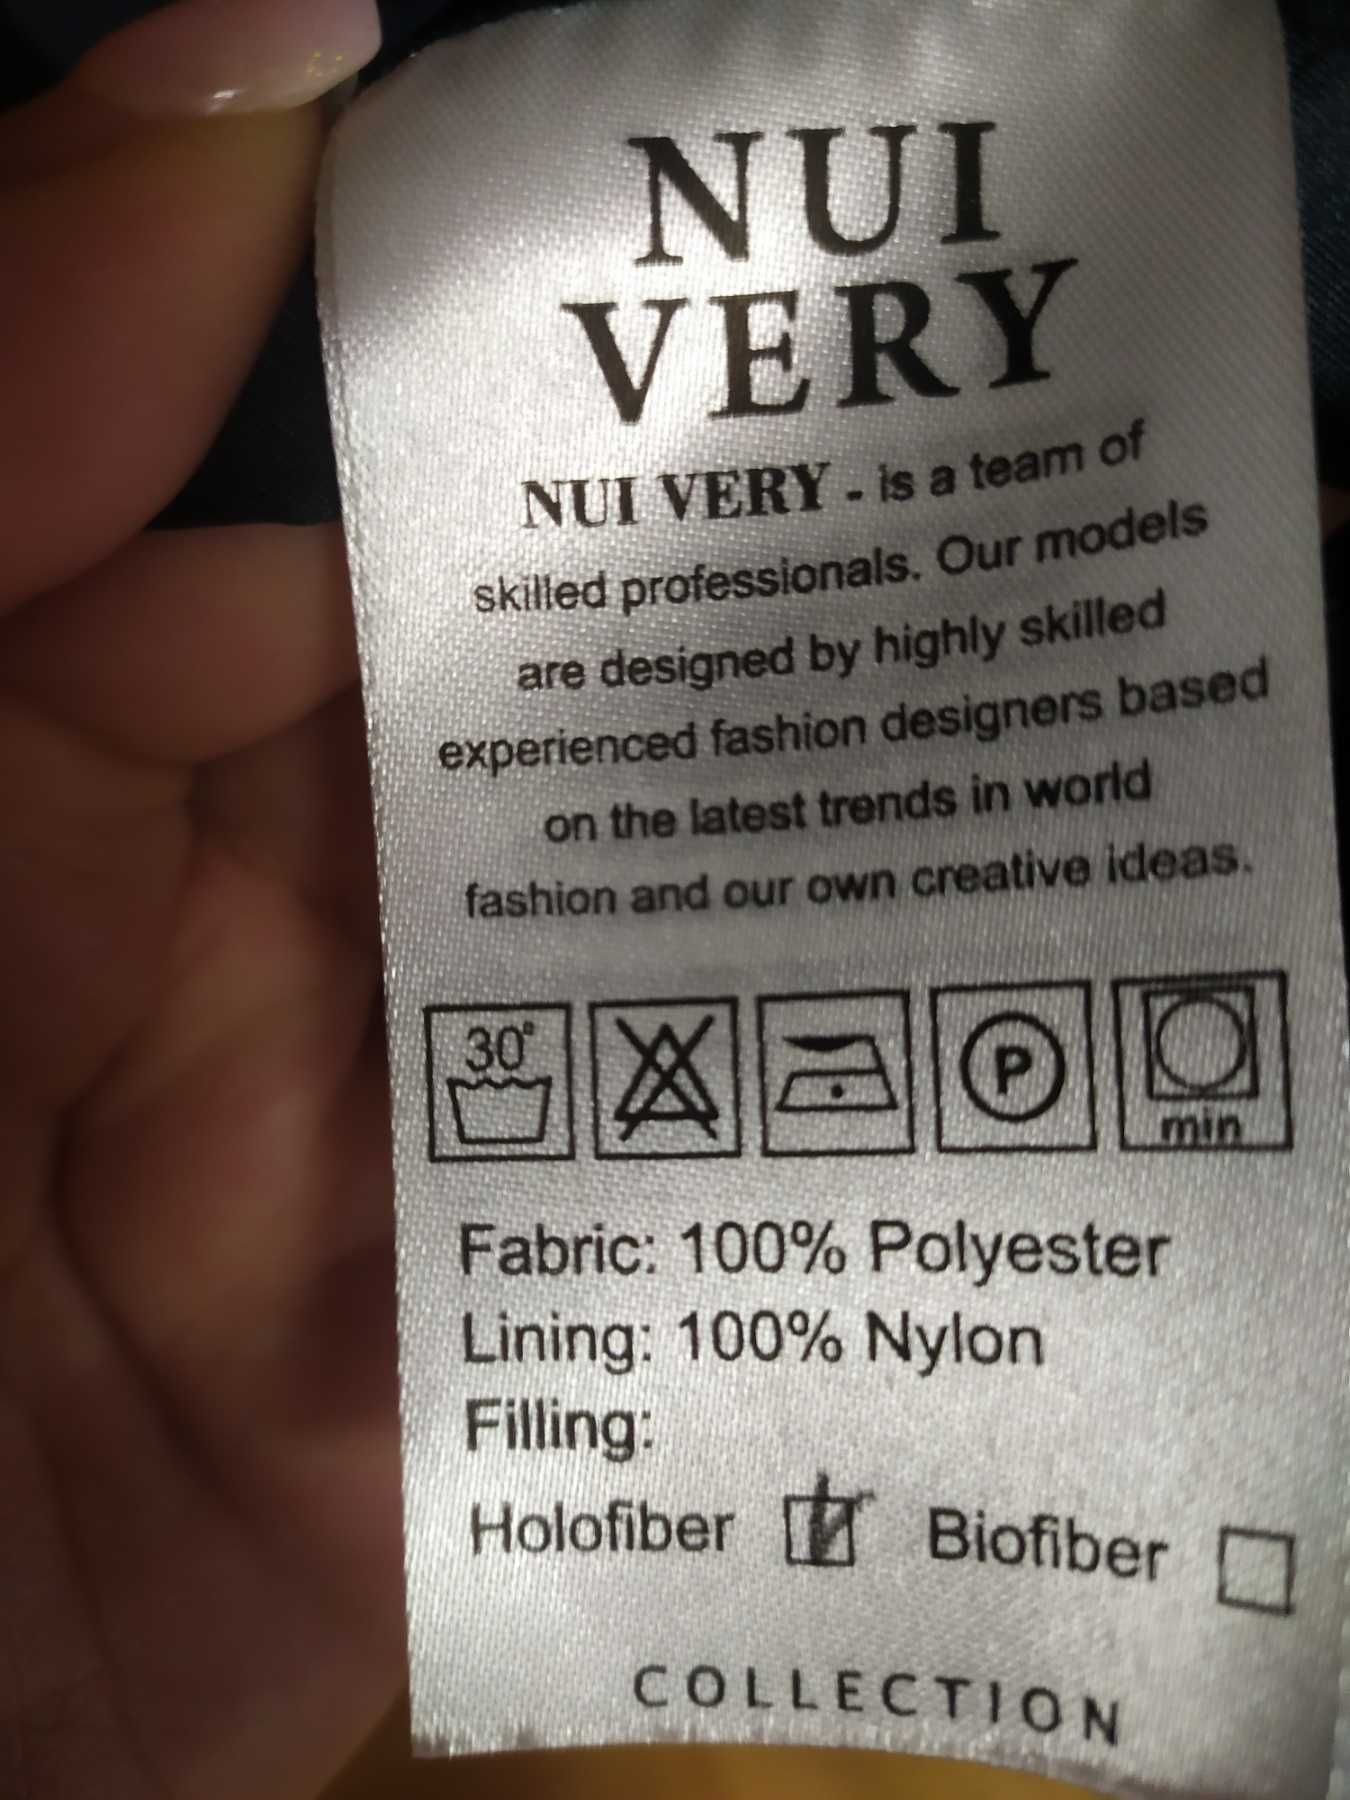 NUI
VERY
NUI VERY - is a team of
skilled professionals. Our models
are designed by highly skilled
experienced fashion designers based
on the latest trends in world
fashion and our own creative ideas.
30°
P
min
Fabric: 100% Polyester
Lining: 100% Nylon
Filling:
Holofiber Biofiber
COLLECTION